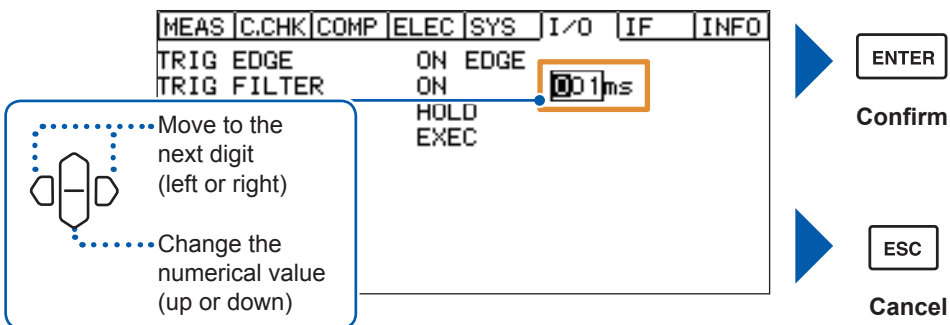 MEAS C.CHK COMP ELEC SYS I/O IF INFO
TRIG EDGE ON EDGE
TRIG FILTER ON 001ms
HOLD
EXEC
Move to the
next digit
(left or right)
Change the
numerical value
(up or down)
ENTER
Confirm
ESC
Cancel